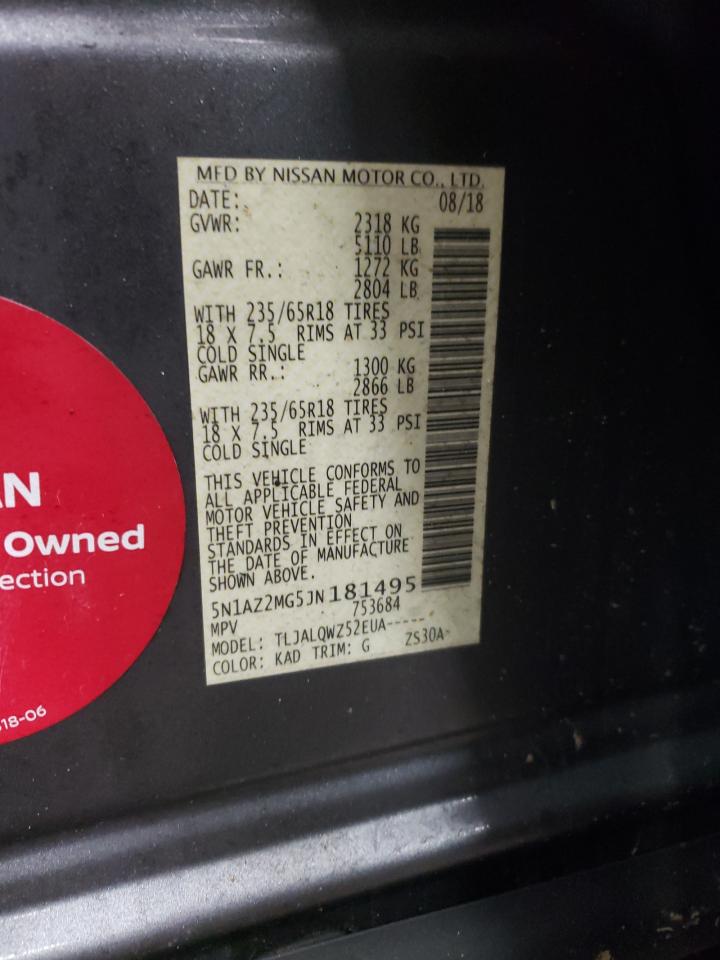 MFD BY NISSAN MOTOR CO., LTD.
DATE: 08/18
GVWR: 2318 KG
5110 LB
GAWR FR.: 1272 KG
2804 LB
WITH 235/65R18 TIRES
18 X 7.5 RIMS AT 33 PSI
COLD SINGLE
GAWR RR.: 1300 KG
2866 LB
WITH 235/65R18 TIRES
18 X 7.5 RIMS AT 33 PSI
COLD SINGLE
THIS VEHICLE CONFORMS TO
ALL APPLICABLE FEDERAL
MOTOR VEHICLE SAFETY AND
THEFT PREVENTION
STANDARDS IN EFFECT ON
THE DATE OF MANUFACTURE
SHOWN ABOVE.
5N1AZ2MG5JN181495
MPV 753684
MODEL: TLJALQWZ52EUA-----
COLOR: KAD TRIM: G ZS30A-
AN
Owned
ection
18-06